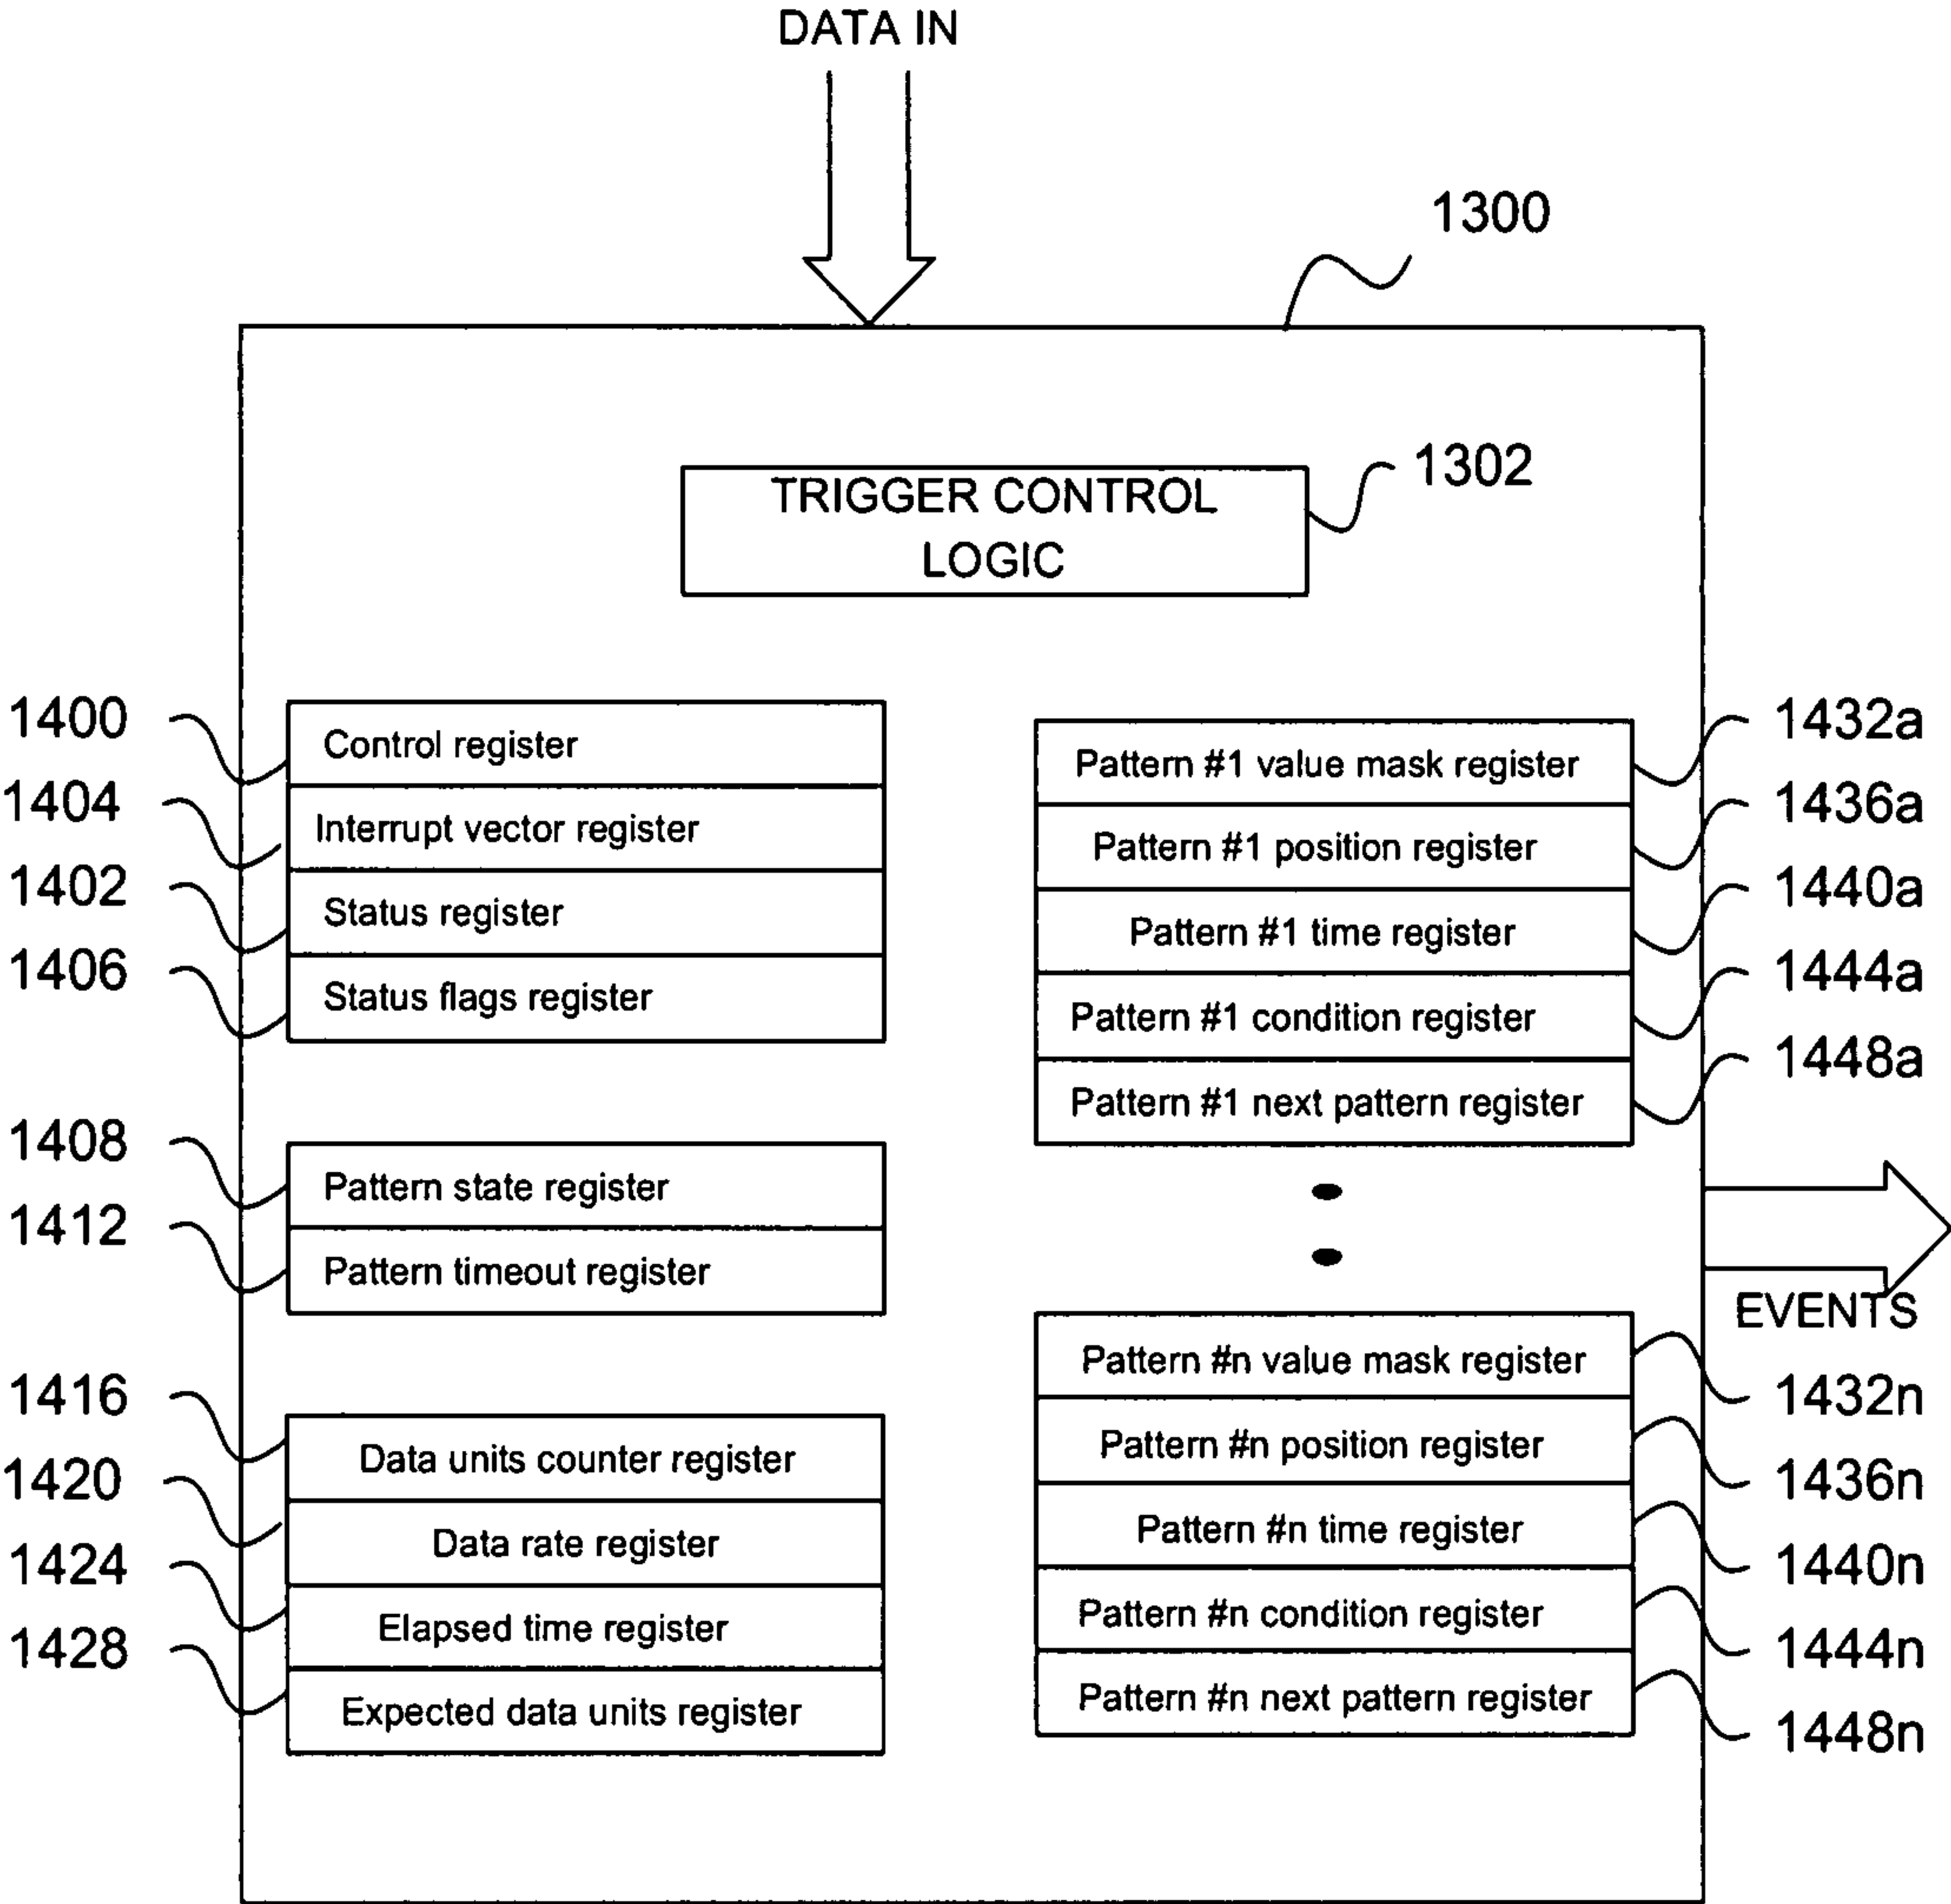 DATA IN
1300
1302
TRIGGER CONTROL
LOGIC
1400
Control register
1404
Interrupt vector register
1402
Status register
1406
Status flags register
1408
Pattern state register
1412
Pattern timeout register
1416
Data units counter register
1420
Data rate register
1424
Elapsed time register
1428
Expected data units register
Pattern #1 value mask register
1432a
Pattern #1 position register
1436a
Pattern #1 time register
1440a
Pattern #1 condition register
1444a
Pattern #1 next pattern register
1448a
EVENTS
Pattern #n value mask register
1432n
Pattern #n position register
1436n
Pattern #n time register
1440n
Pattern #n condition register
1444n
Pattern #n next pattern register
1448n